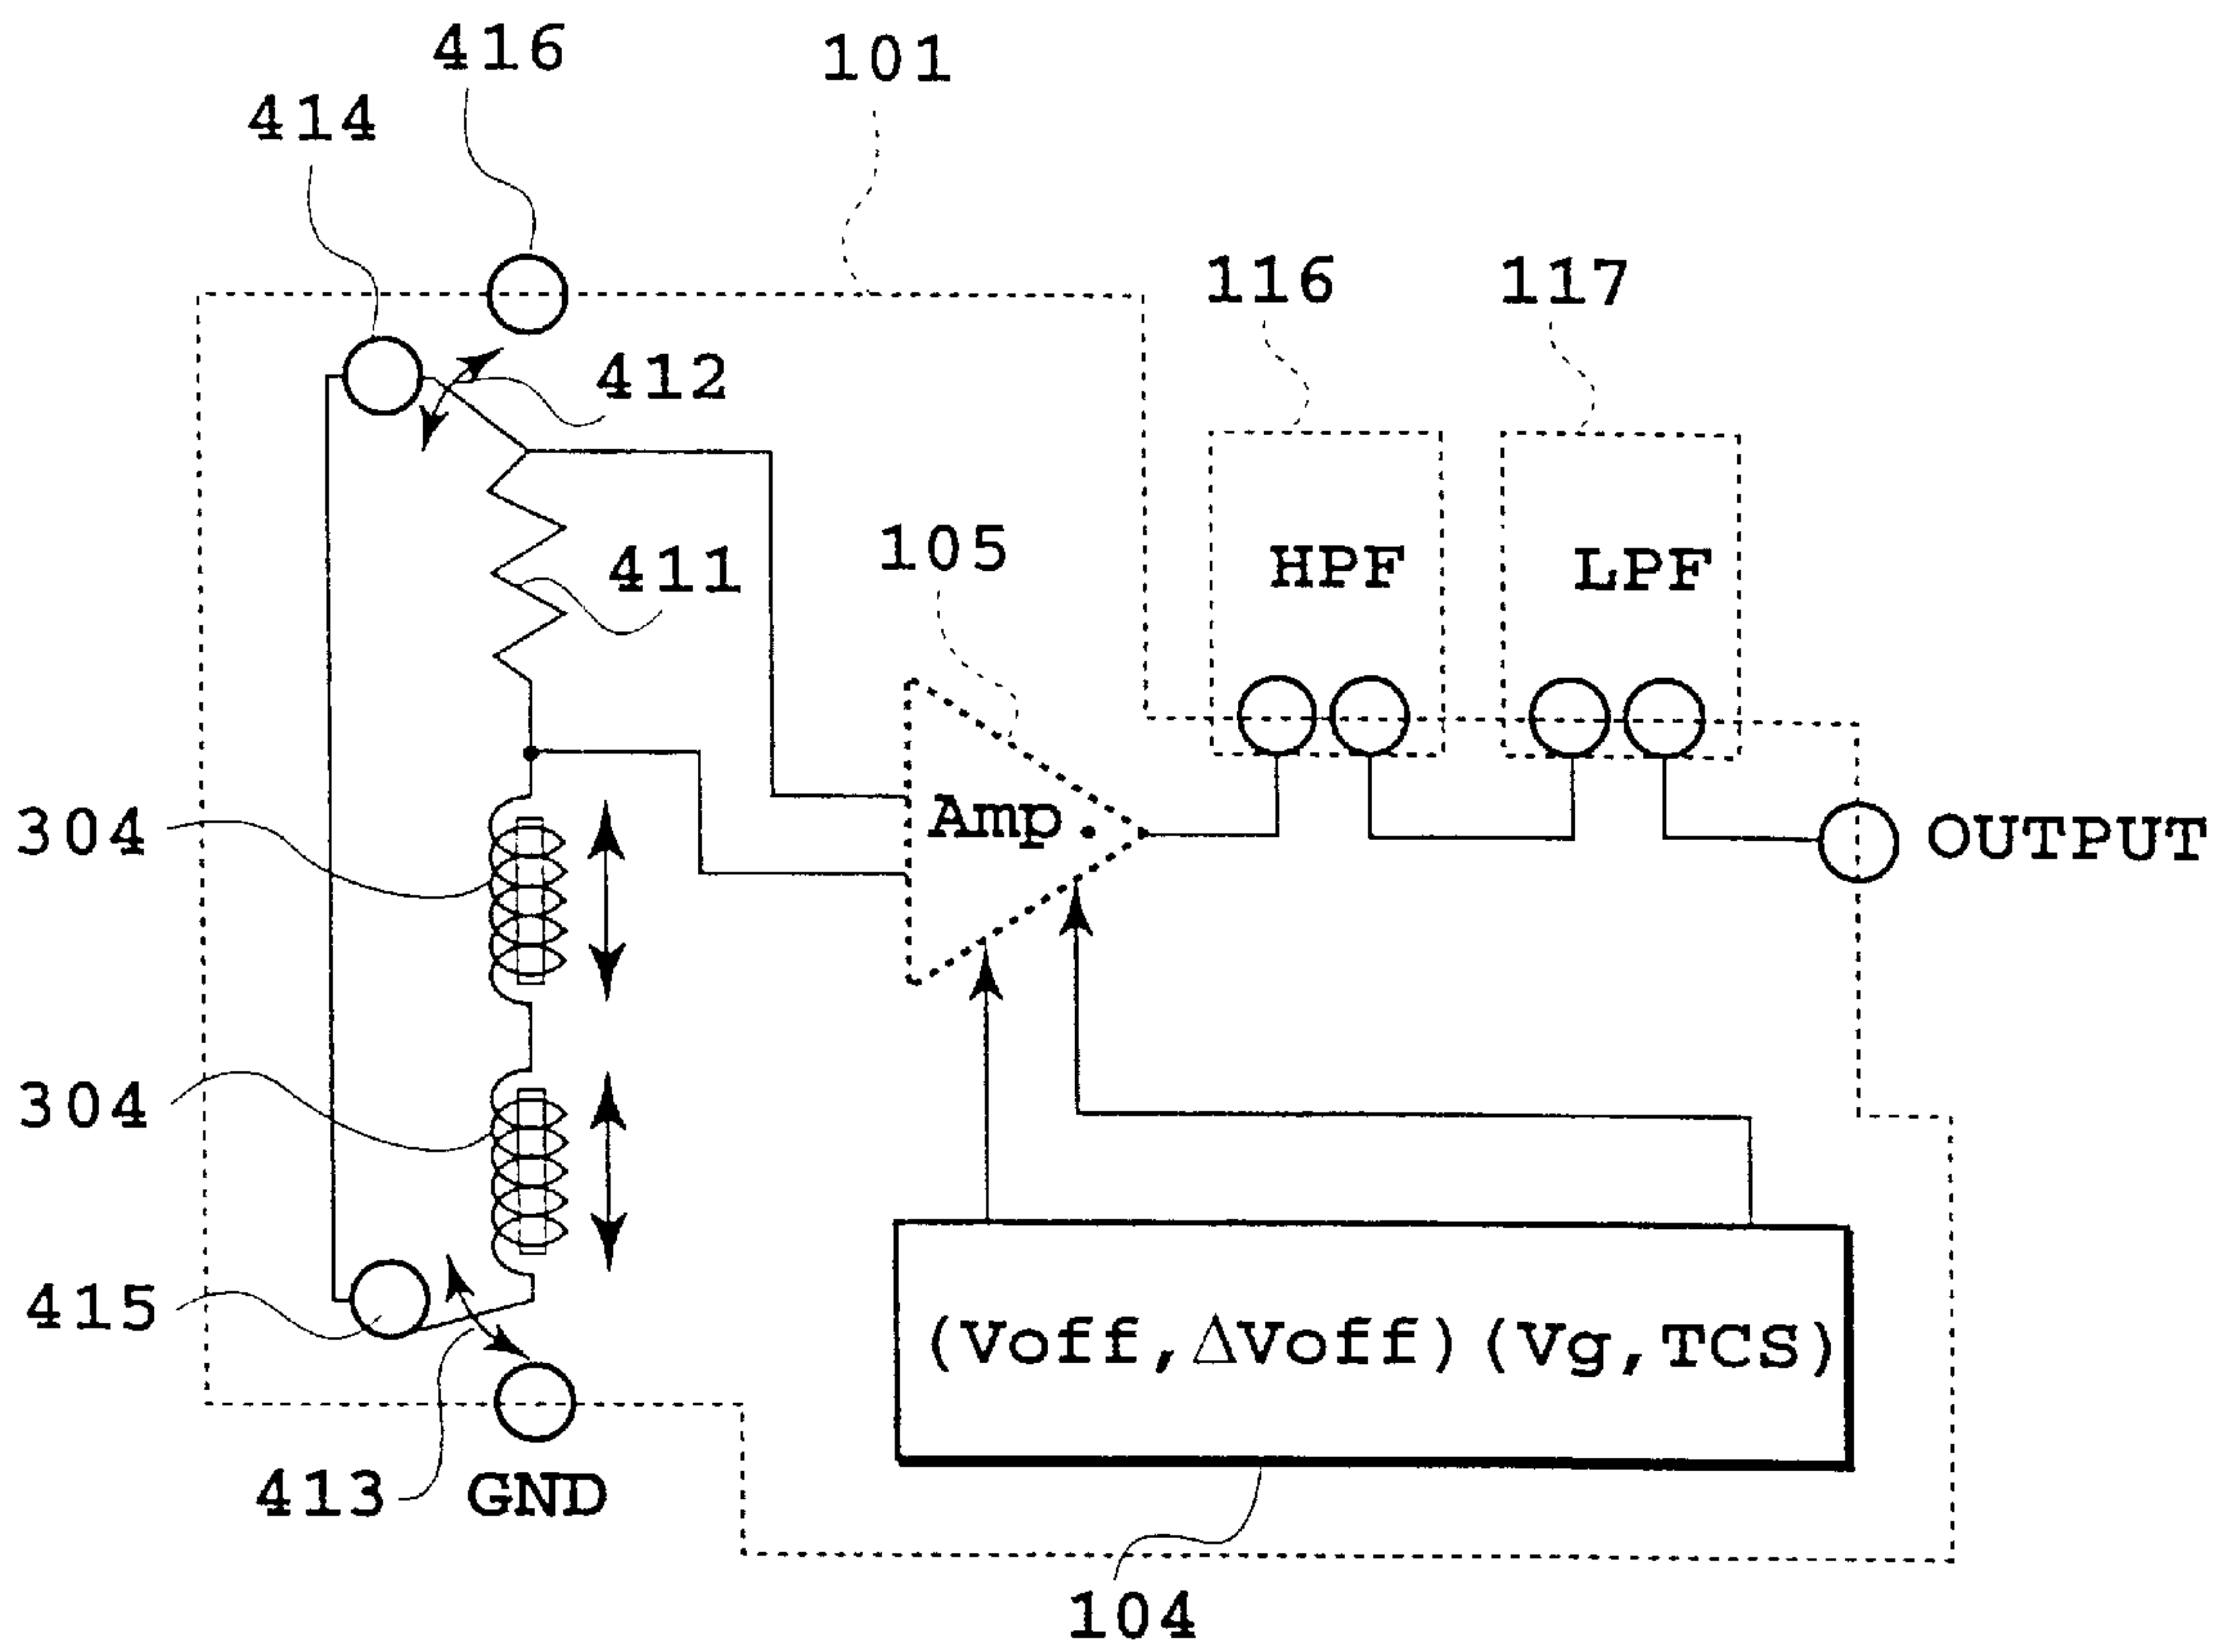 416
101
414
116
117
412
105
HPF
LPF
411
Amp.
304
OUTPUT
304
415
(Voff,ΔVoff)(Vg,TCS)
413
GND
104